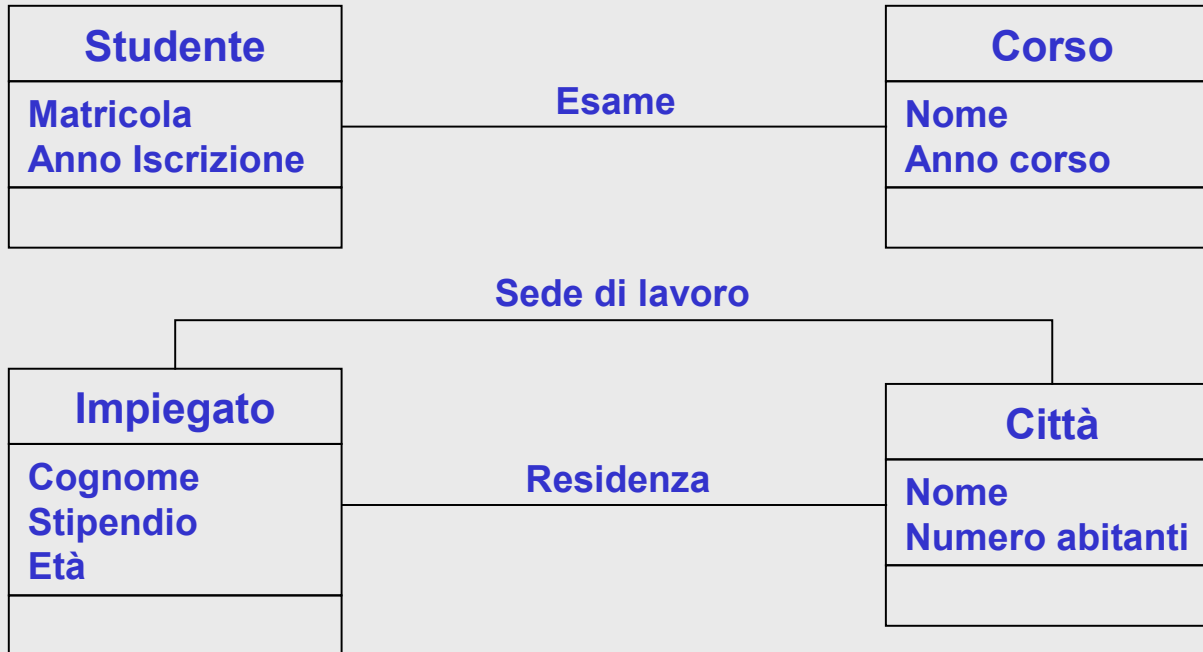 Studente
Matricola
Anno Iscrizione
Esame
Corso
Nome
Anno corso
Sede di lavoro
Impiegato
Cognome
Stipendio
Età
Residenza
Città
Nome
Numero abitanti